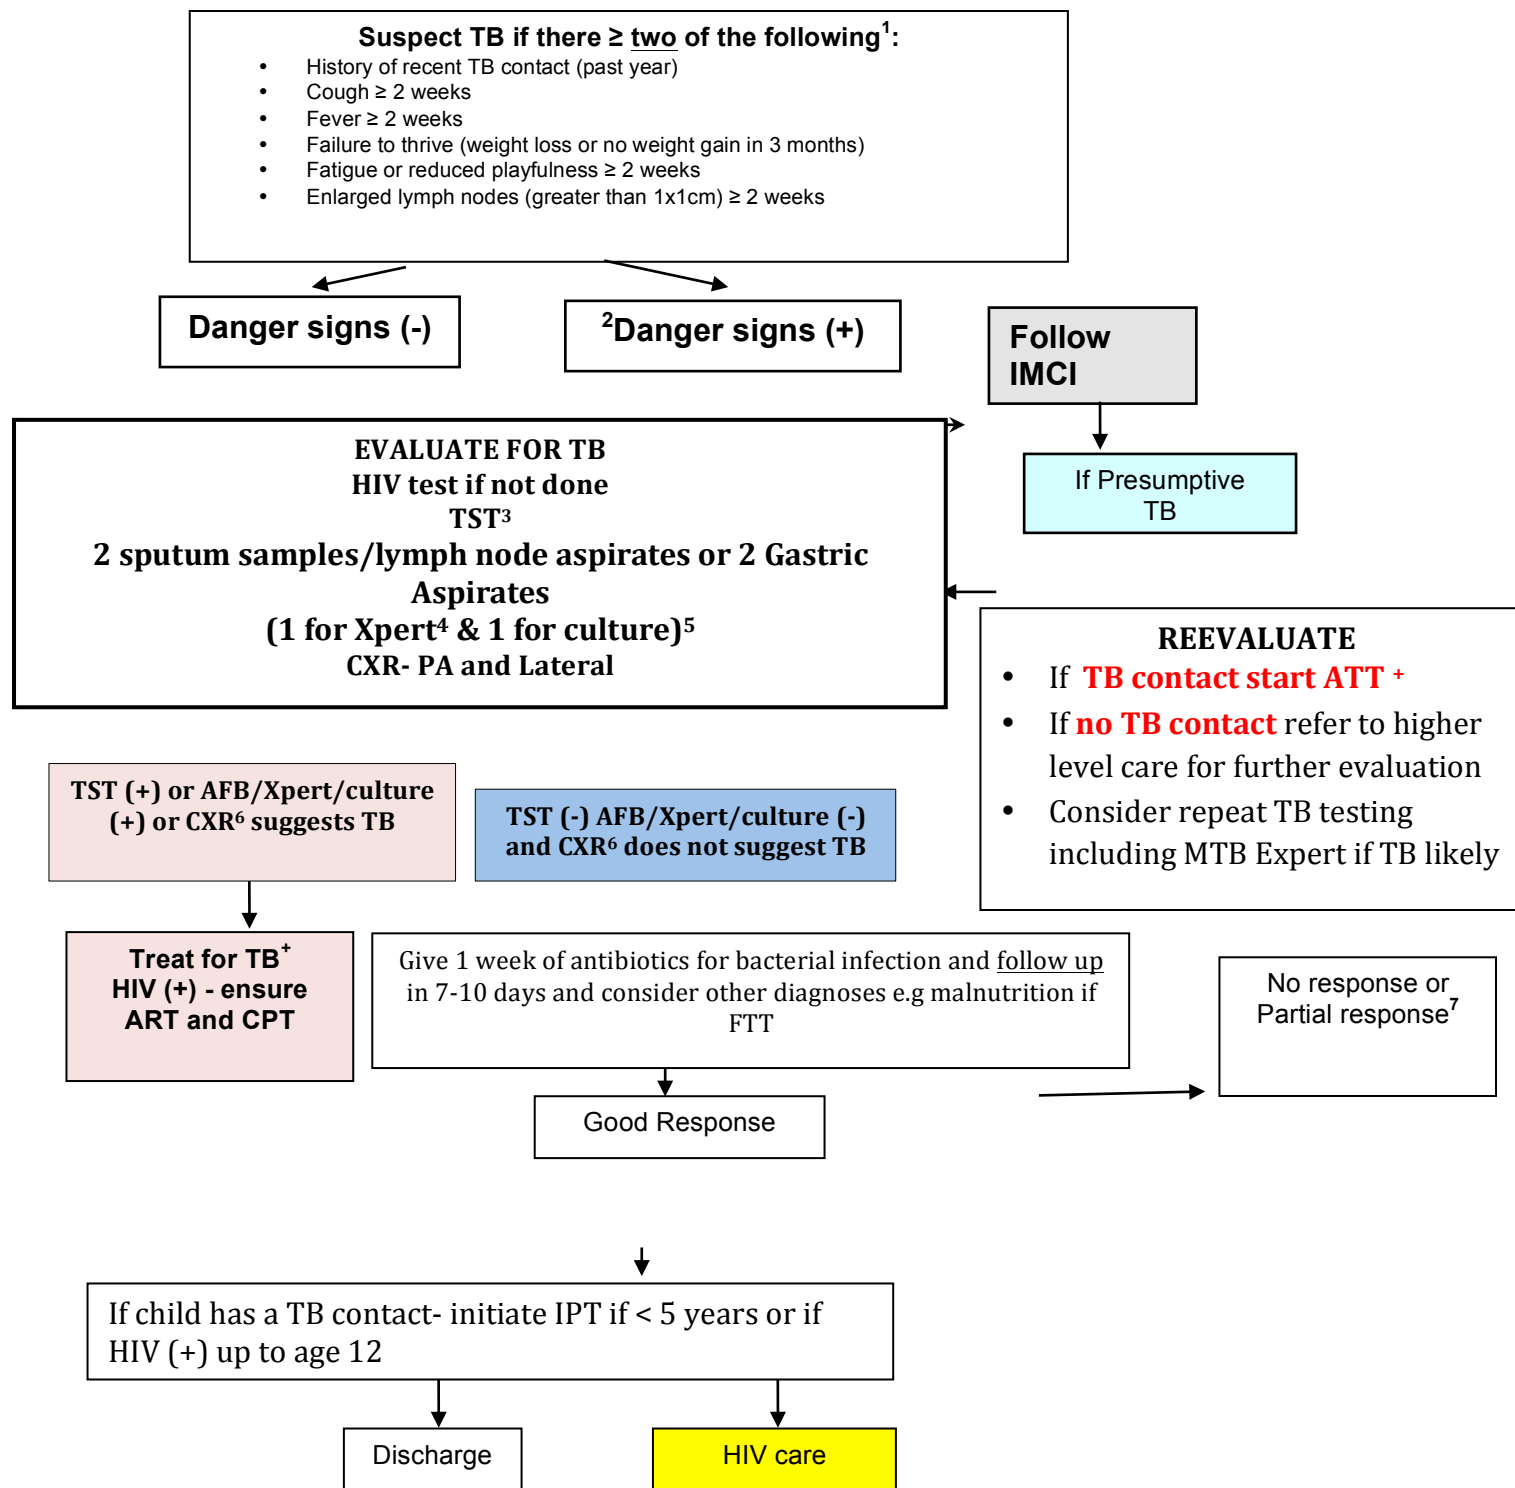 Suspect TB if there ≥ two of the following¹:
• History of recent TB contact (past year)
• Cough ≥ 2 weeks
• Fever ≥ 2 weeks
• Failure to thrive (weight loss or no weight gain in 3 months)
• Fatigue or reduced playfulness ≥ 2 weeks
• Enlarged lymph nodes (greater than 1x1cm) ≥ 2 weeks
Danger signs (-)
²Danger signs (+)
Follow
IMCI
If Presumptive
TB
EVALUATE FOR TB
HIV test if not done
TST³
2 sputum samples/lymph node aspirates or 2 Gastric
Aspirates
(1 for Xpert⁴ & 1 for culture)⁵
CXR- PA and Lateral
REEVALUATE
• If TB contact start ATT ⁺
• If no TB contact refer to higher
level care for further evaluation
• Consider repeat TB testing
including MTB Expert if TB likely
TST (+) or AFB/Xpert/culture
(+) or CXR⁶ suggests TB
TST (-) AFB/Xpert/culture (-)
and CXR⁶ does not suggest TB
Treat for TB⁺
HIV (+) - ensure
ART and CPT
Give 1 week of antibiotics for bacterial infection and follow up
in 7-10 days and consider other diagnoses e.g malnutrition if
FTT
No response or
Partial response⁷
Good Response
If child has a TB contact- initiate IPT if < 5 years or if
HIV (+) up to age 12
Discharge
HIV care